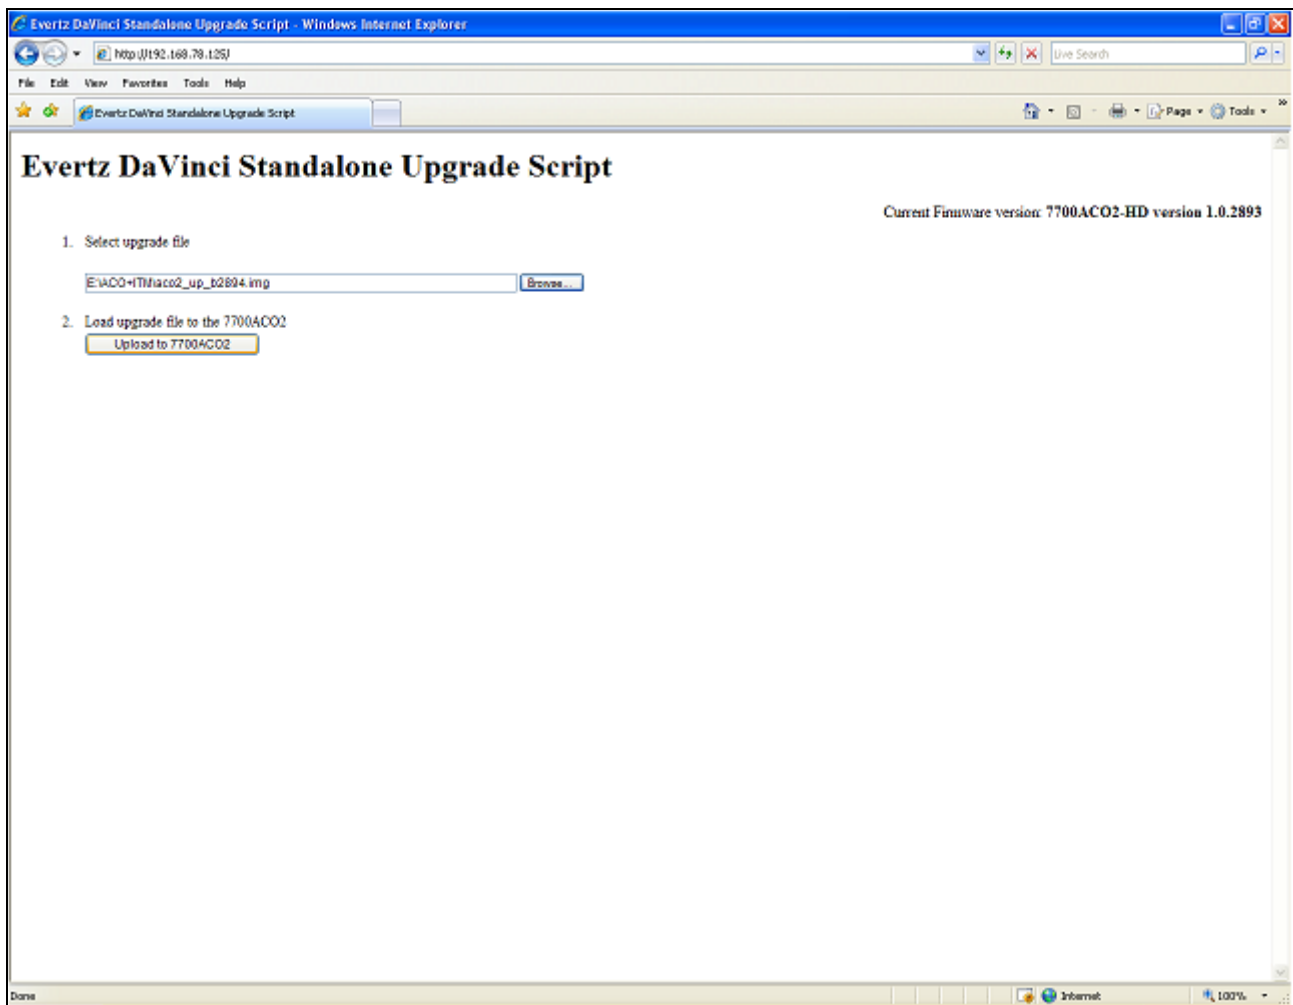 Evertz DaVinci Standalone Upgrade Script - Windows Internet Explorer
http://192.168.78.125/
Live Search
File Edit View Favorites Tools Help
Evertz DaVinci Standalone Upgrade Script
Page Tools
Evertz DaVinci Standalone Upgrade Script
Current Firmware version: 7700ACO2-HD version 1.0.2893
1. Select upgrade file
E:\ACO+ITM\aco2_up_b2894.img
Browse...
2. Load upgrade file to the 7700ACO2
Upload to 7700ACO2
Done
Internet
100%